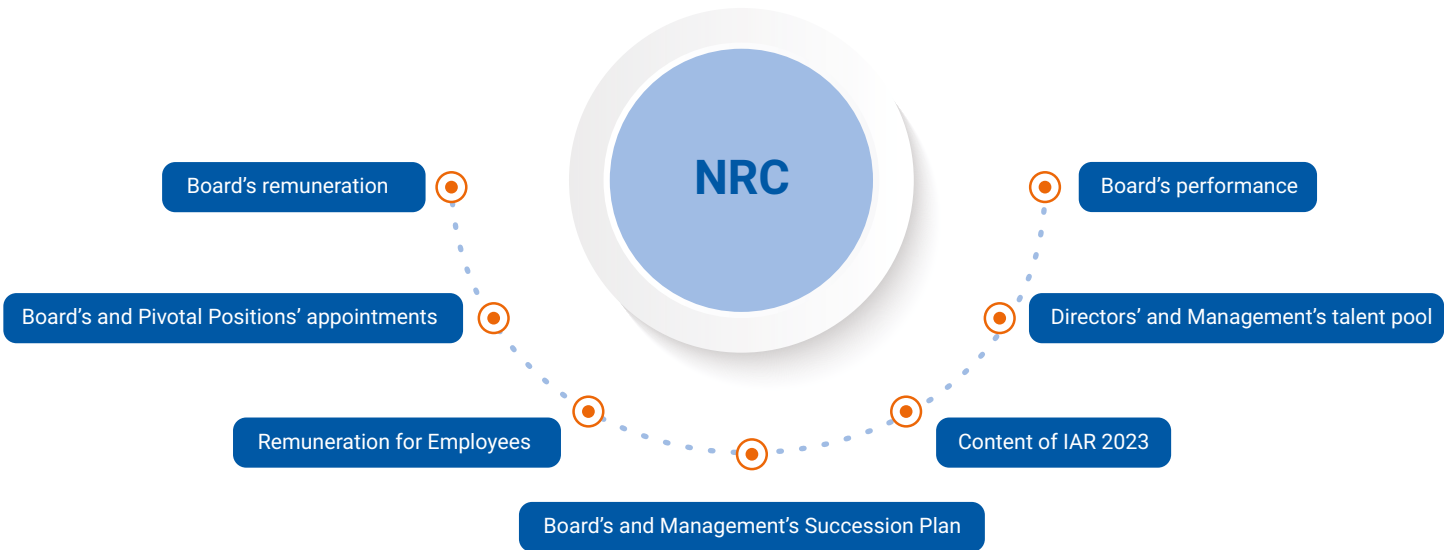 NRC
Board’s remuneration
Board’s performance
Board’s and Pivotal Positions’ appointments
Directors’ and Management’s talent pool
Remuneration for Employees
Content of IAR 2023
Board’s and Management’s Succession Plan